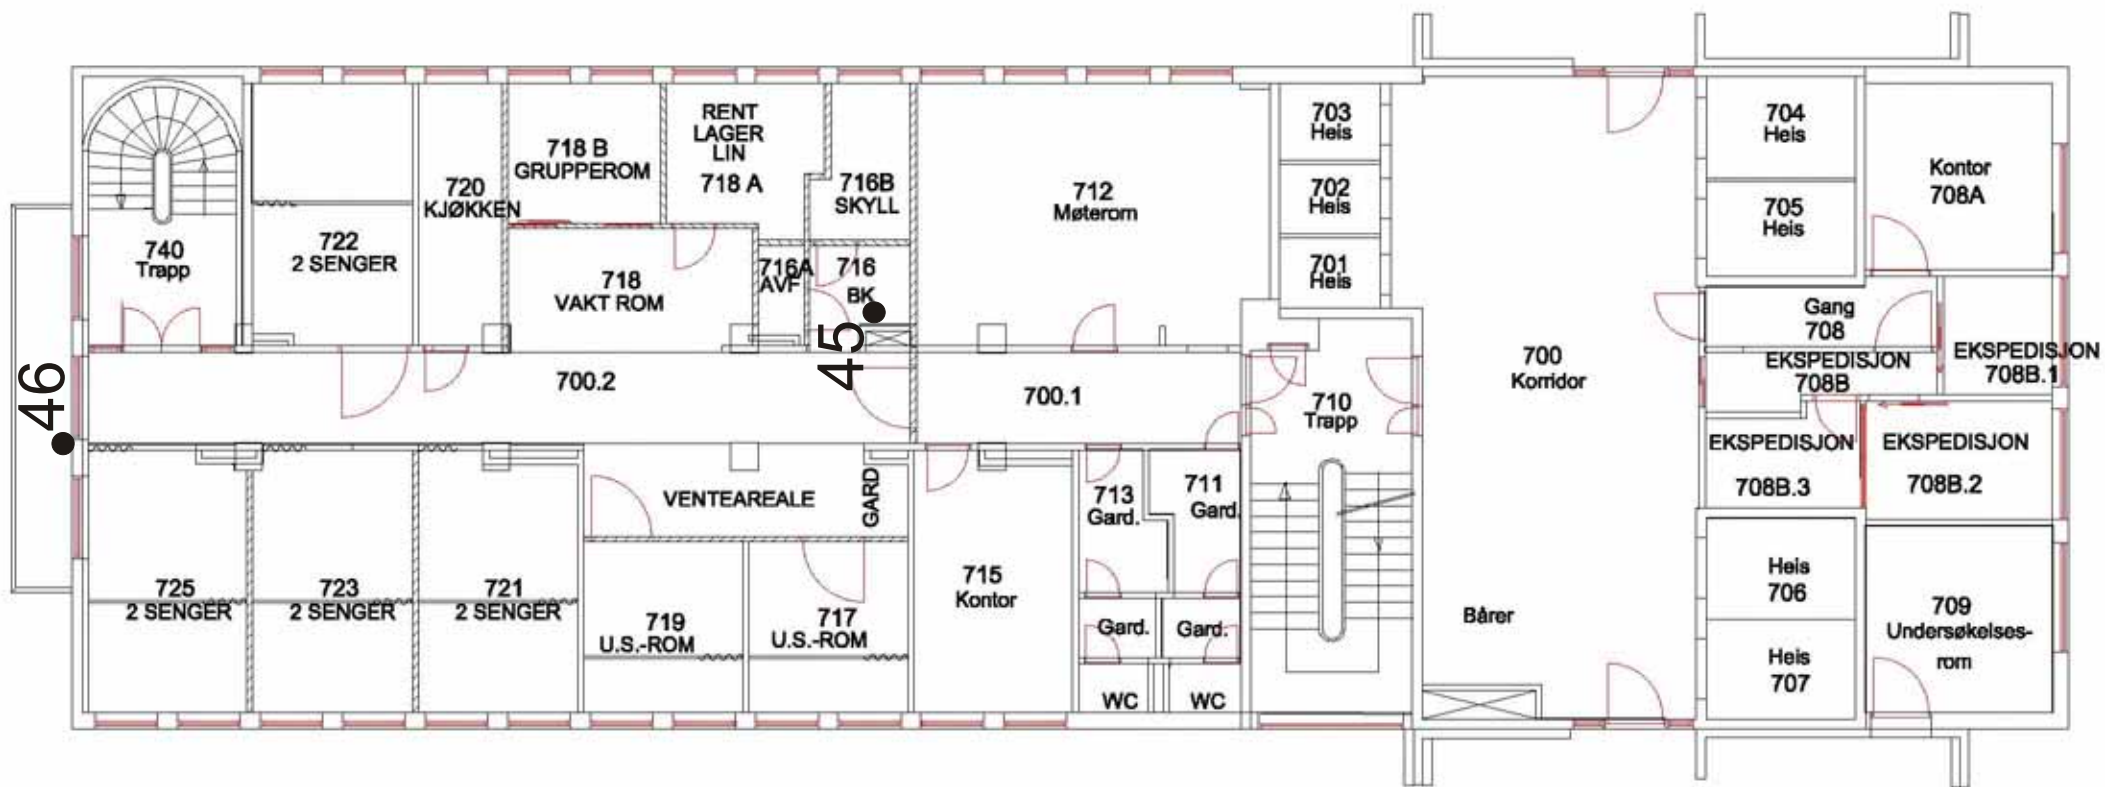 740
Trapp
722
2 SENGER
720
KJØKKEN
718 B
GRUPPEROM
RENT
LAGER
LIN
718 A
716B
SKYLL
718
VAKT ROM
716A
AVF
716
BK
45
46
712
Møterom
703
Heis
702
Heis
701
Heis
704
Heis
705
Heis
Kontor
708A
Gang
708
EKSPEDISJON
708B
EKSPEDISJON
708B.1
700
Korridor
700.2
700.1
710
Trapp
EKSPEDISJON
708B.3
EKSPEDISJON
708B.2
725
2 SENGER
723
2 SENGER
721
2 SENGER
VENTEAREALE
GARD
719
U.S.-ROM
717
U.S.-ROM
715
Kontor
713
Gard.
711
Gard.
Gard.
Gard.
WC
WC
Bårer
Heis
706
Heis
707
709
Undersøkelses-
rom